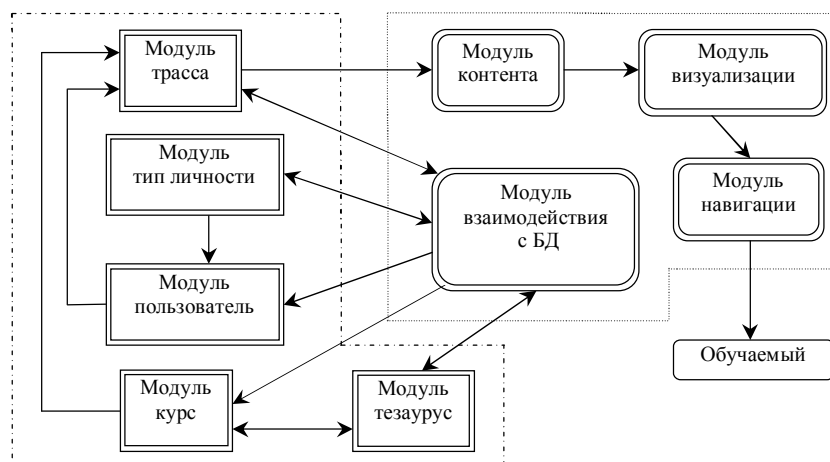 Модуль
трасса
Модуль
контента
Модуль
визуализации
Модуль
тип личности
Модуль
взаимодействия
с БД
Модуль
навигации
Модуль
пользователь
Обучаемый
Модуль
курс
Модуль
тезаурус